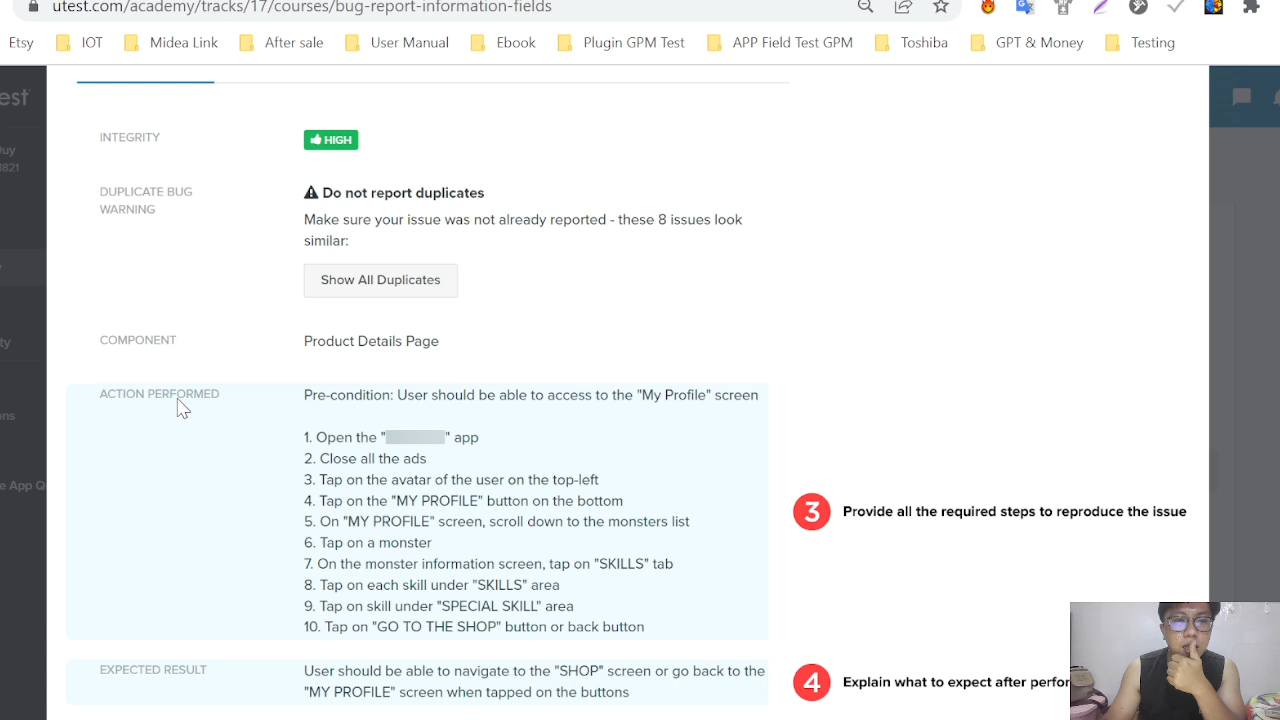 utest.com/academy/tracks/17/courses/bug-report-information-fields
Etsy IOT Midea Link After sale User Manual Ebook Plugin GPM Test APP Field Test GPM Toshiba GPT & Money Testing
est
Duy
1821
INTEGRITY
HIGH
DUPLICATE BUG WARNING
Do not report duplicates
Make sure your issue was not already reported - these 8 issues look
similar:
Show All Duplicates
COMPONENT
Product Details Page
ACTION PERFORMED
Pre-condition: User should be able to access to the "My Profile" screen
1. Open the " " app
2. Close all the ads
3. Tap on the avatar of the user on the top-left
4. Tap on the "MY PROFILE" button on the bottom
5. On "MY PROFILE" screen, scroll down to the monsters list
6. Tap on a monster
7. On the monster information screen, tap on "SKILLS" tab
8. Tap on each skill under "SKILLS" area
9. Tap on skill under "SPECIAL SKILL" area
10. Tap on "GO TO THE SHOP" button or back button
3 Provide all the required steps to reproduce the issue
EXPECTED RESULT
User should be able to navigate to the "SHOP" screen or go back to the
"MY PROFILE" screen when tapped on the buttons
4 Explain what to expect after perfor